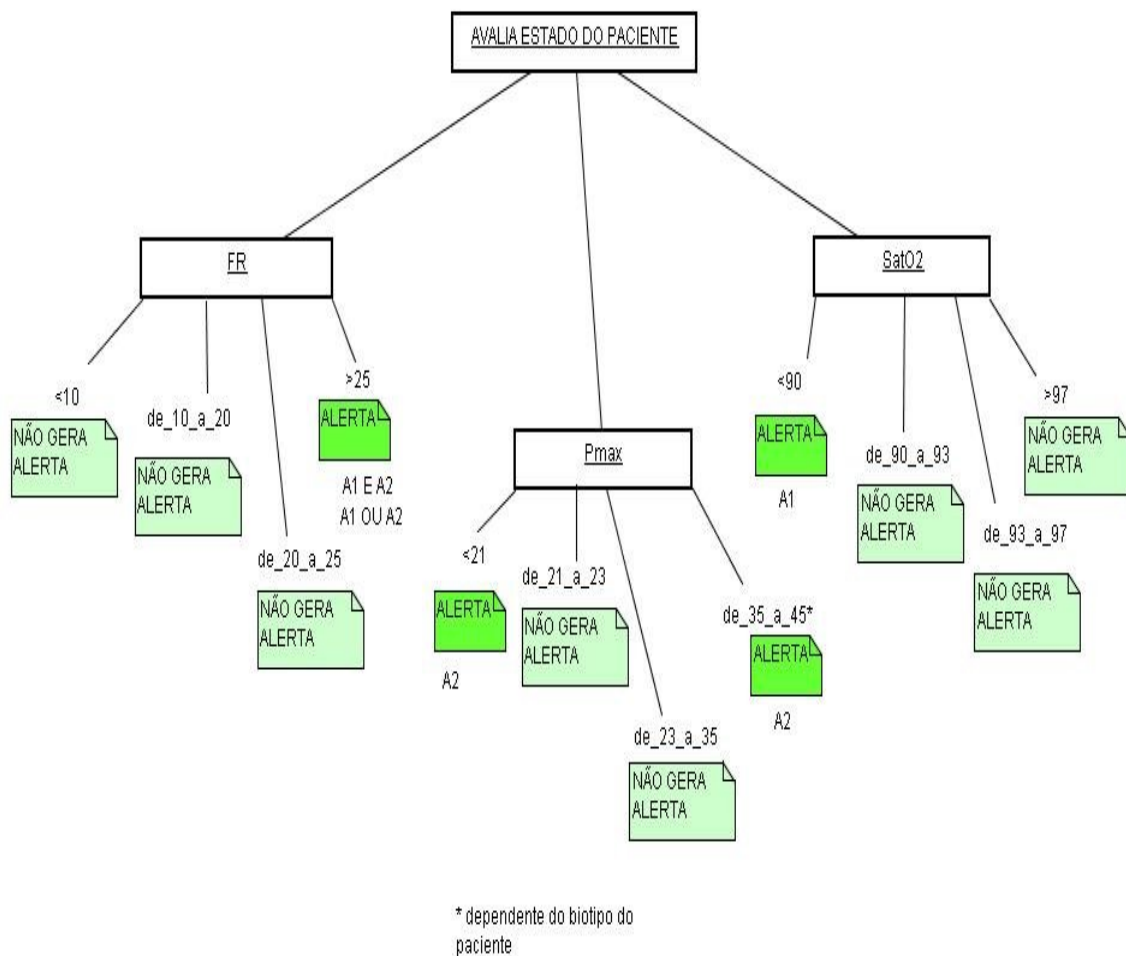 AVALIA ESTADO DO PACIENTE
FR
<10
NÃO GERA
ALERTA
de_10_a_20
NÃO GERA
ALERTA
de_20_a_25
NÃO GERA
ALERTA
>25
ALERTA
A1 E A2
A1 OU A2
Pmax
<21
ALERTA
A2
de_21_a_23
NÃO GERA
ALERTA
de_23_a_35
NÃO GERA
ALERTA
de_35_a_45*
ALERTA
A2
SatO2
<90
ALERTA
A1
de_90_a_93
NÃO GERA
ALERTA
de_93_a_97
NÃO GERA
ALERTA
>97
NÃO GERA
ALERTA
* dependente do biotipo do
paciente